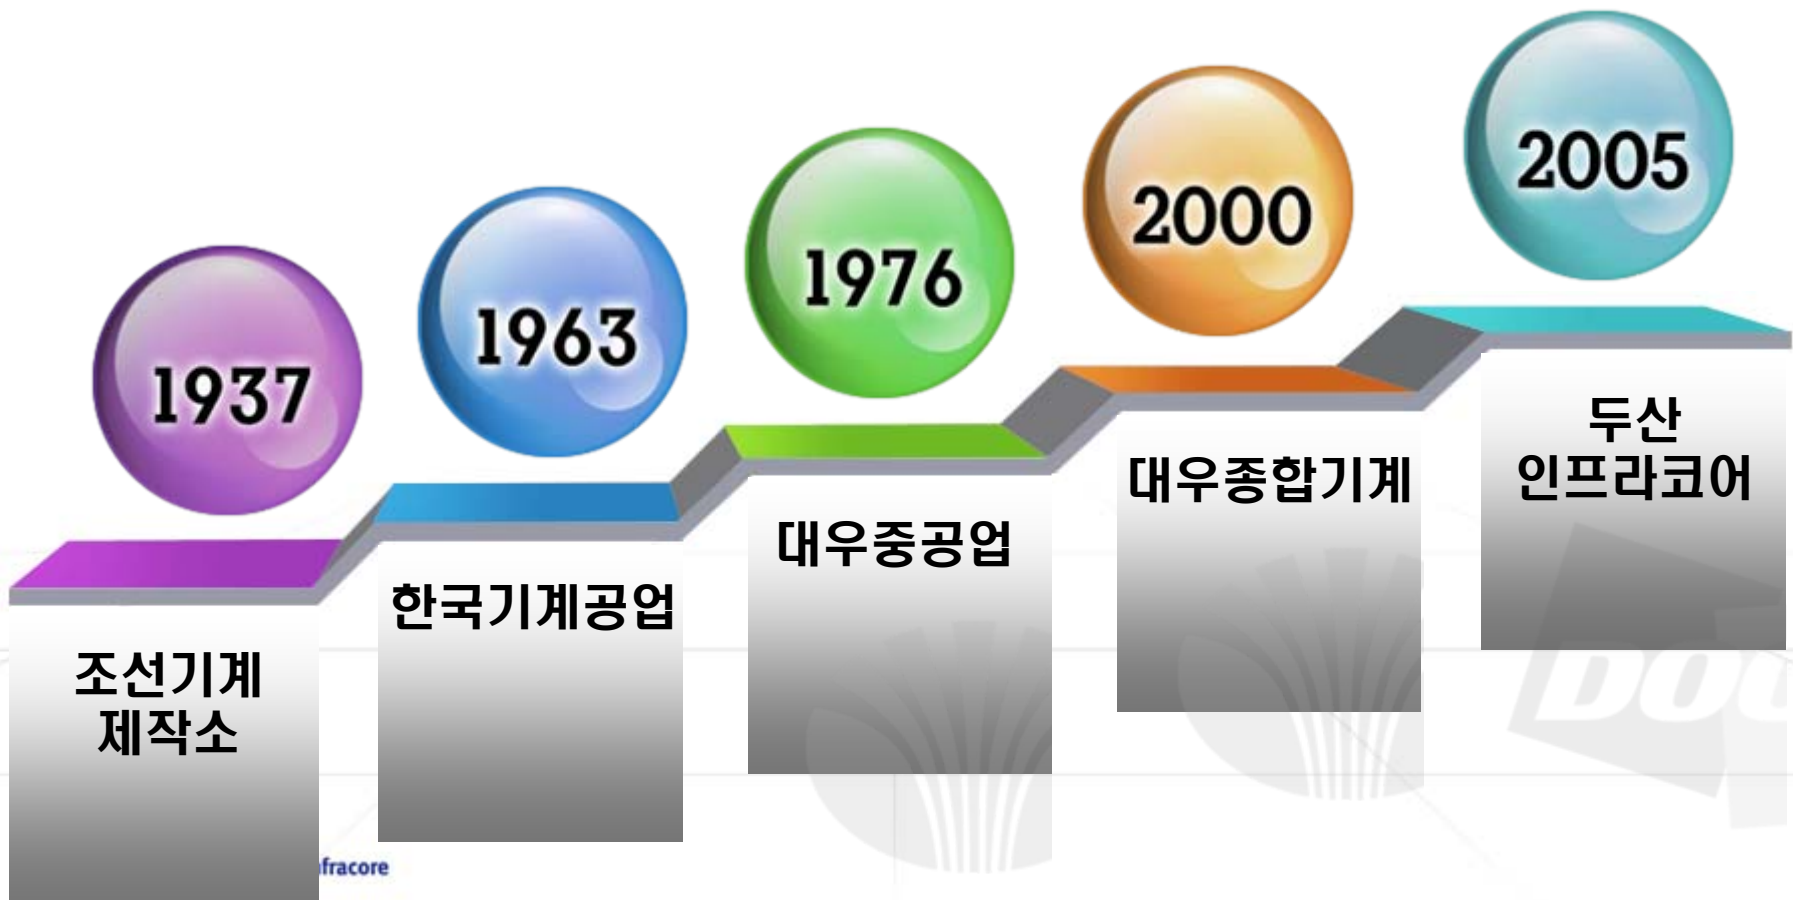 1937
조선기계
제작소
1963
한국기계공업
1976
대우중공업
2000
대우종합기계
2005
두산
인프라코어